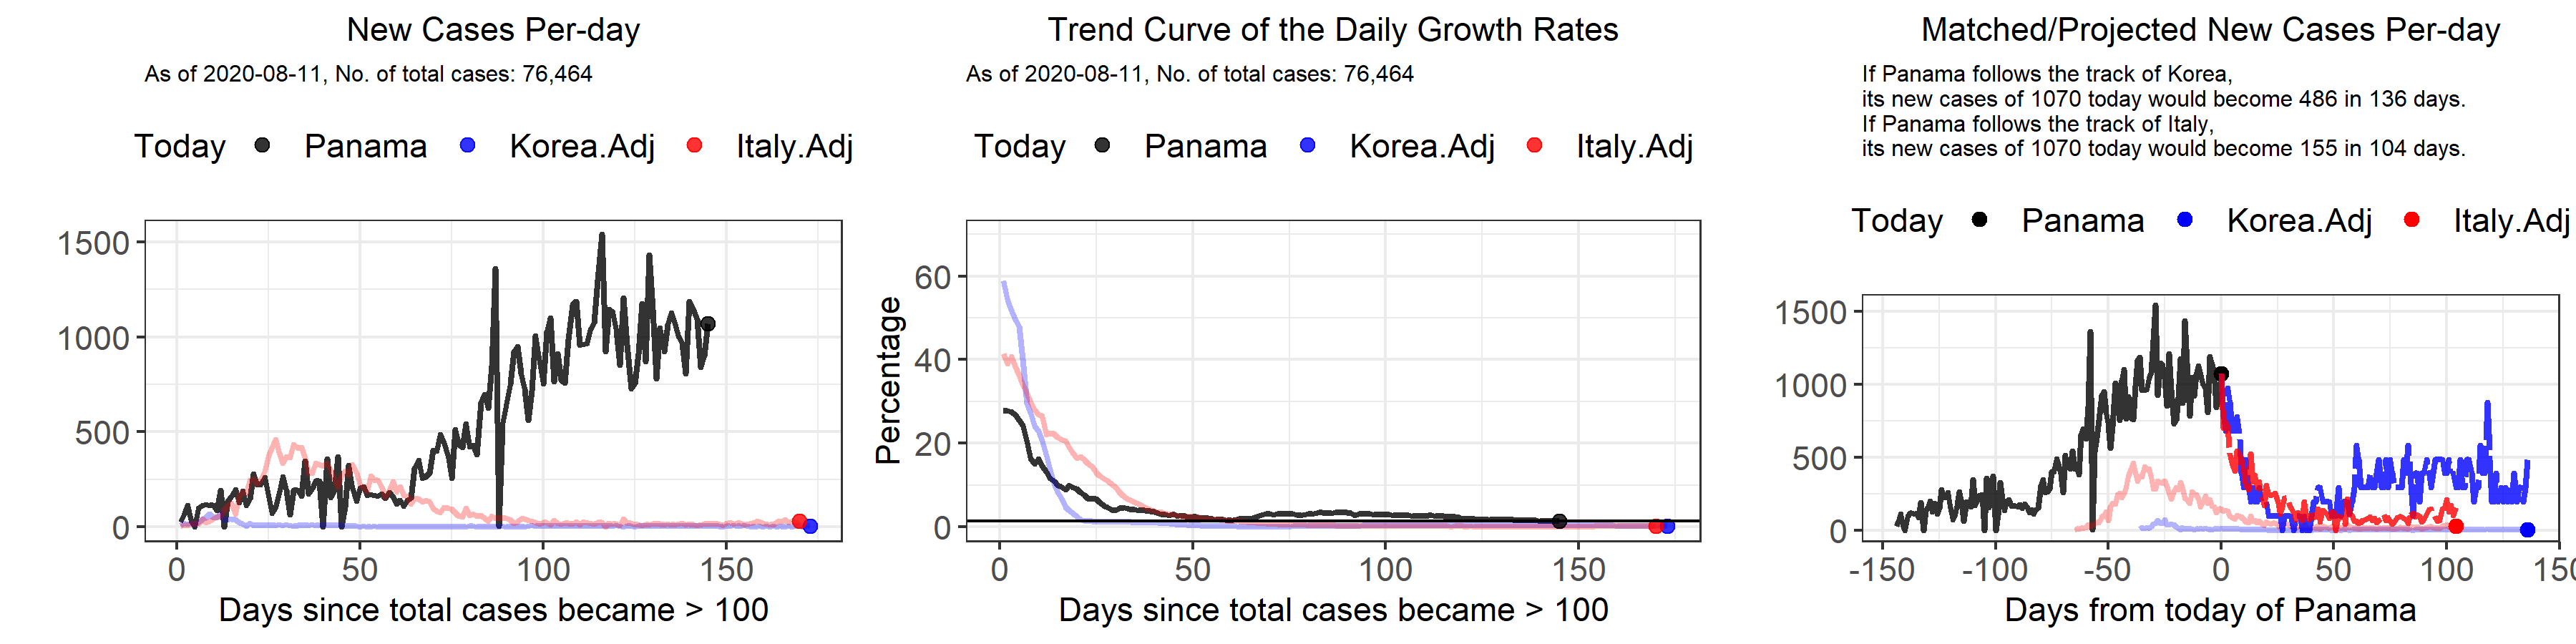 New Cases Per-day
As of 2020-08-11, No. of total cases: 76,464
Today Panama Korea.Adj Italy.Adj
1500
1000
500
0
0 50 100 150
Days since total cases became > 100
Trend Curve of the Daily Growth Rates
As of 2020-08-11, No. of total cases: 76,464
Today Panama Korea.Adj Italy.Adj
Percentage
60
40
20
0
0 50 100 150
Days since total cases became > 100
Matched/Projected New Cases Per-day
If Panama follows the track of Korea,
its new cases of 1070 today would become 486 in 136 days.
If Panama follows the track of Italy,
its new cases of 1070 today would become 155 in 104 days.
Today Panama Korea.Adj Italy.Adj
1500
1000
500
0
-150 -100 -50 0 50 100 150
Days from today of Panama